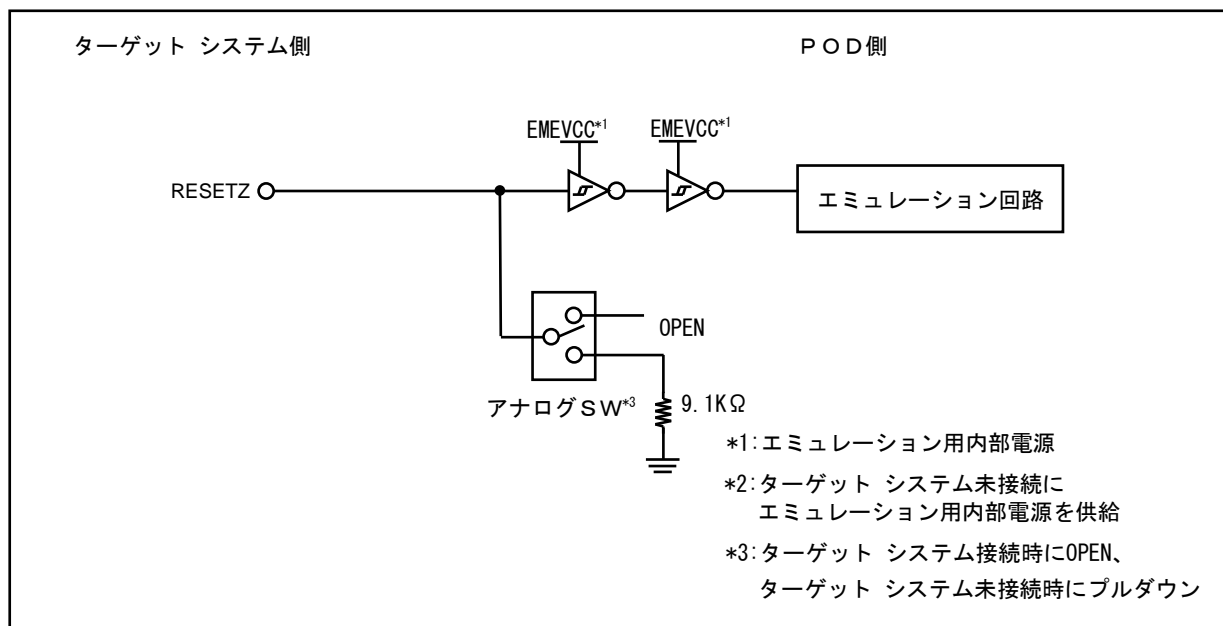 ターゲット システム側
ＰＯＤ側
EMEVCC*1
EMEVCC*1
RESETZ
エミュレーション回路
OPEN
アナログＳＷ*3
9.1KΩ
*1:エミュレーション用内部電源
*2:ターゲット システム未接続に
エミュレーション用内部電源を供給
*3:ターゲット システム接続時にOPEN、
ターゲット システム未接続時にプルダウン